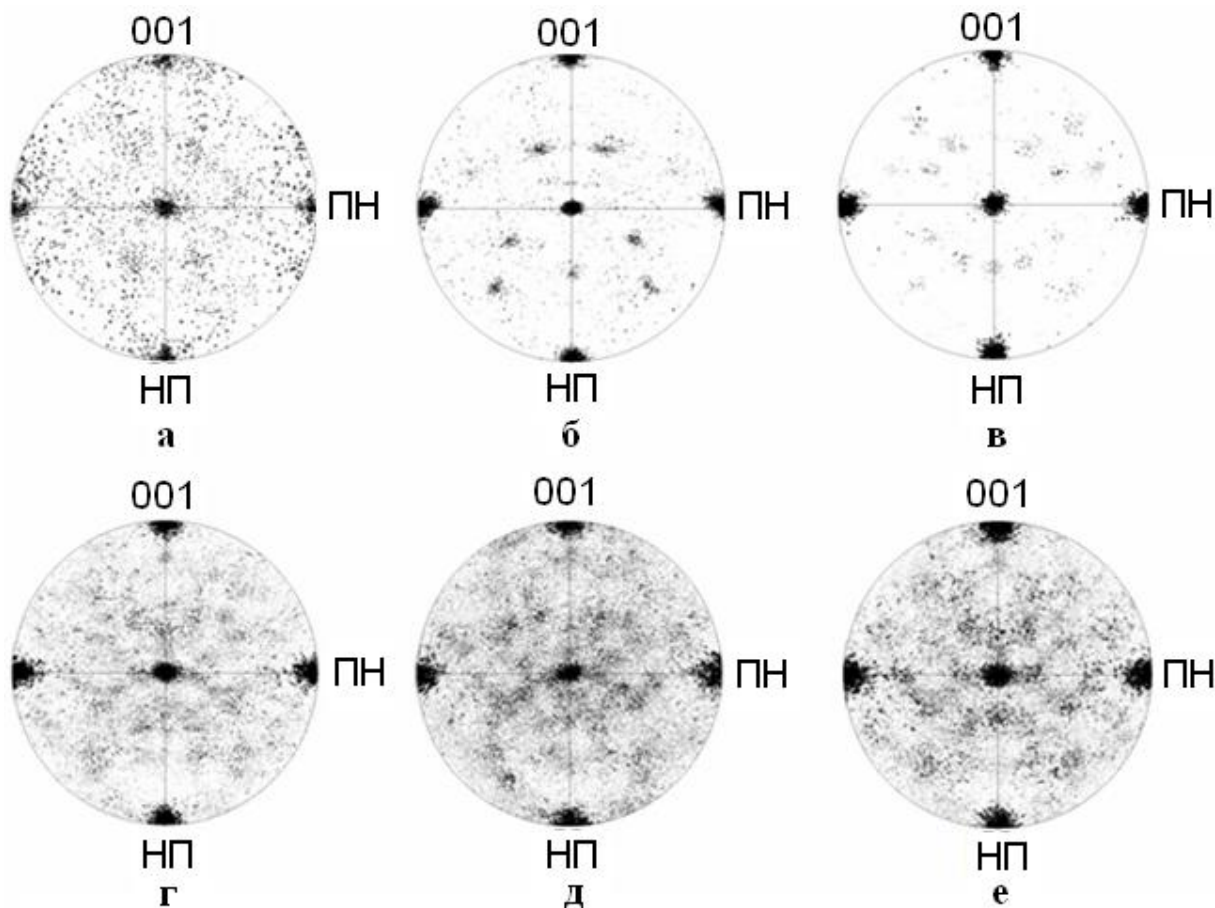 001 001 001
ПН ПН ПН
НП НП НП
а б в
001 001 001
ПН ПН ПН
НП НП НП
г д е